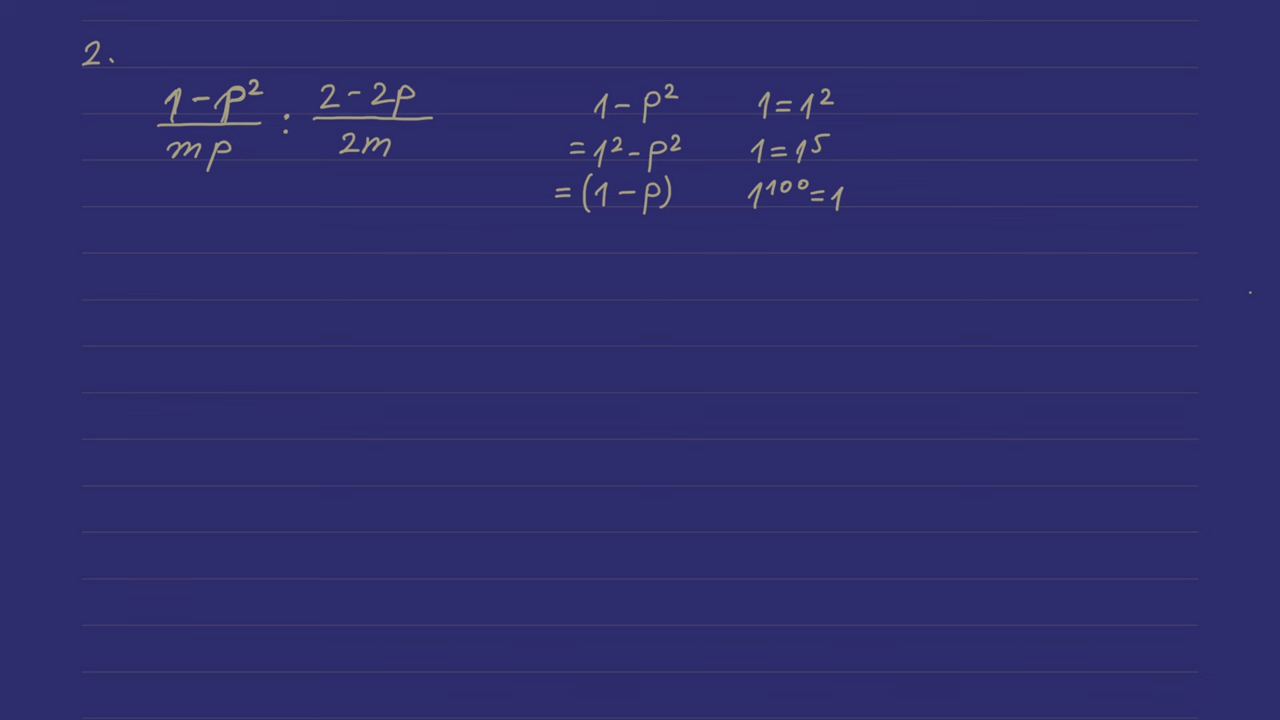 2.
1-p² / mp : 2-2p / 2m
1-p²
=1²-p²
=(1-p)
1=1²
1=1⁵
1¹⁰⁰=1